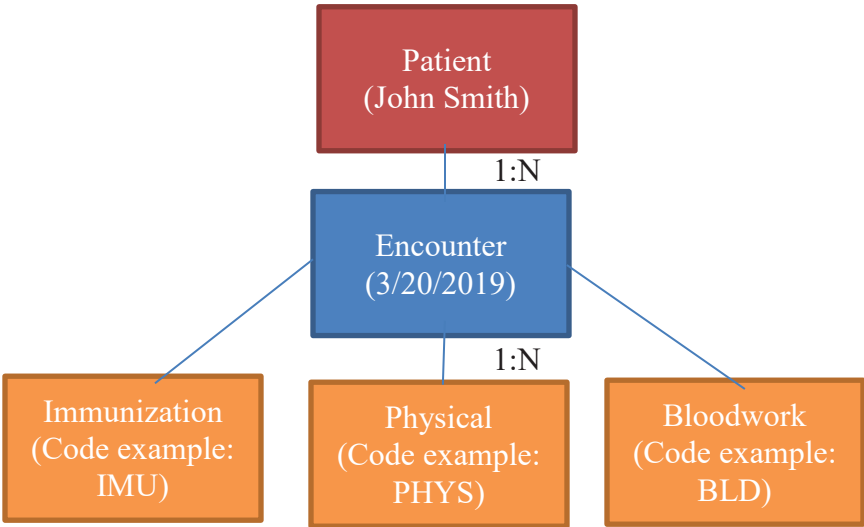 Patient
(John Smith)
1:N
Encounter
(3/20/2019)
1:N
Immunization
(Code example:
IMU)
Physical
(Code example:
PHYS)
Bloodwork
(Code example:
BLD)